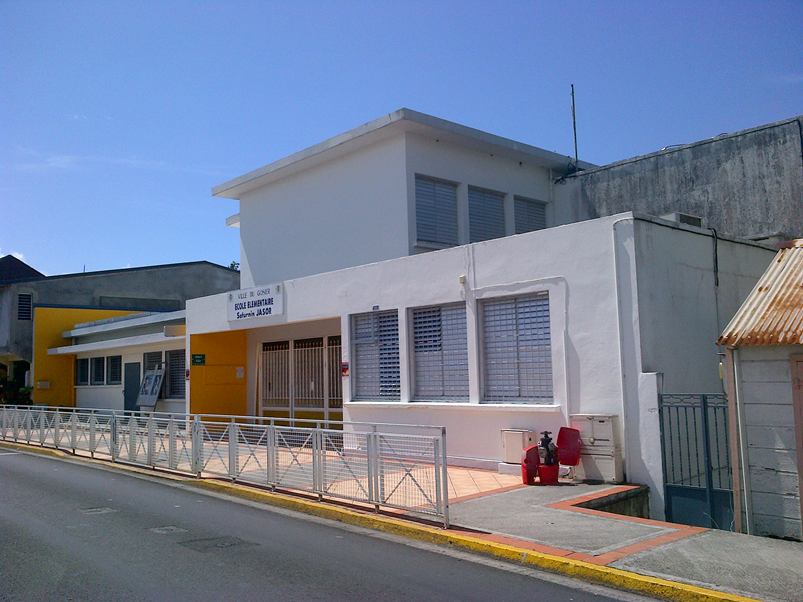 VILLE DU GOSIER
ECOLE ELEMENTAIRE
Saturnin JASOR